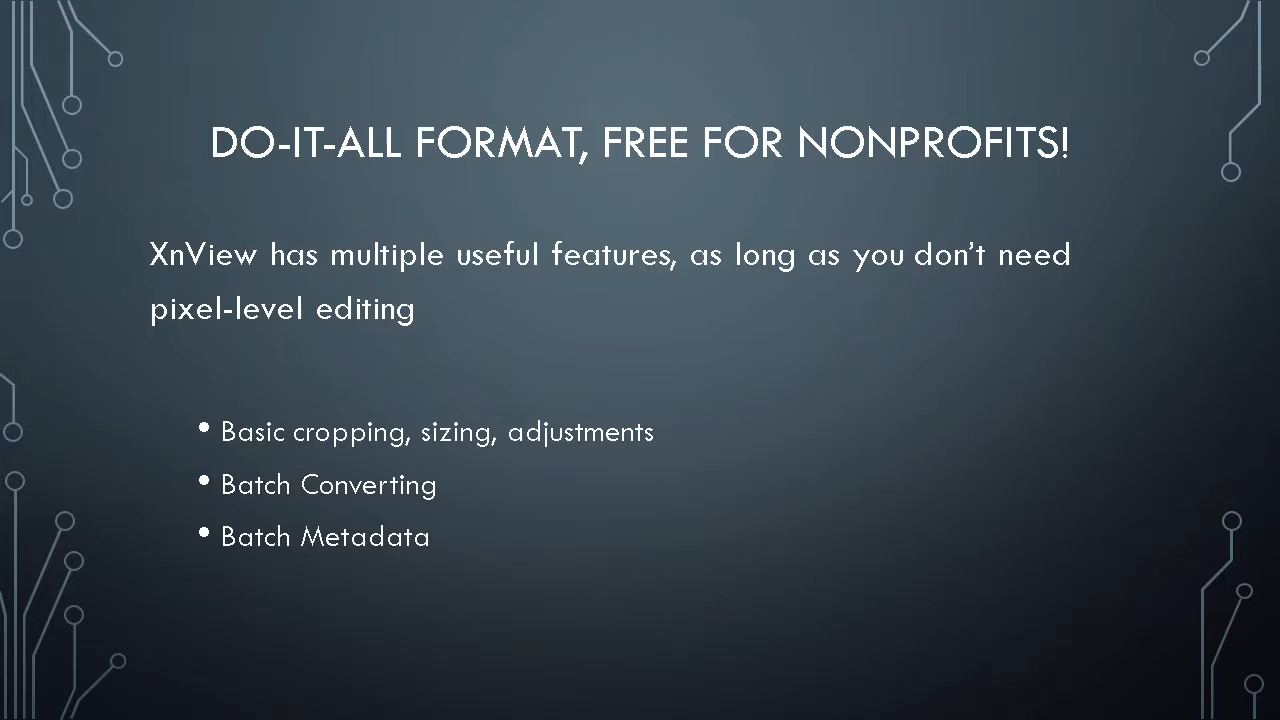 DO-IT-ALL FORMAT, FREE FOR NONPROFITS!
XnView has multiple useful features, as long as you don’t need
pixel-level editing
• Basic cropping, sizing, adjustments
• Batch Converting
• Batch Metadata